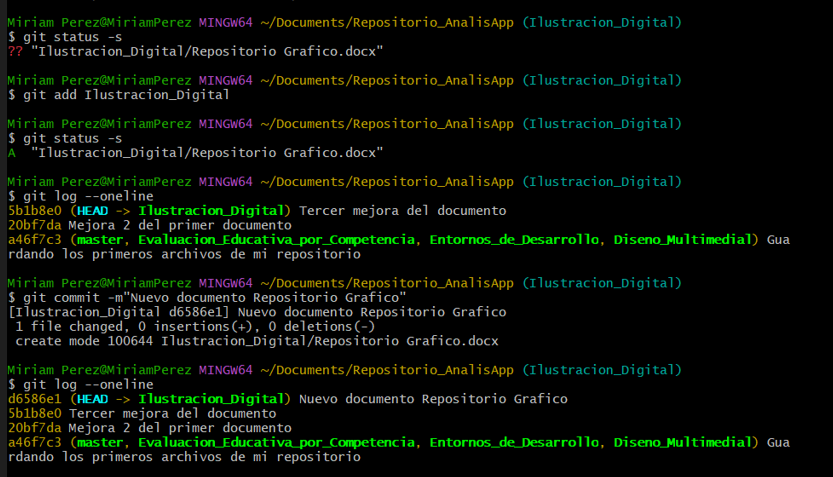 Miriam Perez@MiriamPerez MINGW64 ~/Documents/Repositorio_AnalisApp (Ilustracion_Digital)
$ git status -s
?? "Ilustracion_Digital/Repositorio Grafico.docx"
Miriam Perez@MiriamPerez MINGW64 ~/Documents/Repositorio_AnalisApp (Ilustracion_Digital)
$ git add Ilustracion_Digital
Miriam Perez@MiriamPerez MINGW64 ~/Documents/Repositorio_AnalisApp (Ilustracion_Digital)
$ git status -s
A  "Ilustracion_Digital/Repositorio Grafico.docx"
Miriam Perez@MiriamPerez MINGW64 ~/Documents/Repositorio_AnalisApp (Ilustracion_Digital)
$ git log --oneline
5b1b8e0 (HEAD -> Ilustracion_Digital) Tercer mejora del documento
20bf7da Mejora 2 del primer documento
a46f7c3 (master, Evaluacion_Educativa_por_Competencia, Entornos_de_Desarrollo, Diseno_Multimedial) Gua
rdando los primeros archivos de mi repositorio
Miriam Perez@MiriamPerez MINGW64 ~/Documents/Repositorio_AnalisApp (Ilustracion_Digital)
$ git commit -m"Nuevo documento Repositorio Grafico"
[Ilustracion_Digital d6586e1] Nuevo documento Repositorio Grafico
 1 file changed, 0 insertions(+), 0 deletions(-)
 create mode 100644 Ilustracion_Digital/Repositorio Grafico.docx
Miriam Perez@MiriamPerez MINGW64 ~/Documents/Repositorio_AnalisApp (Ilustracion_Digital)
$ git log --oneline
d6586e1 (HEAD -> Ilustracion_Digital) Nuevo documento Repositorio Grafico
5b1b8e0 Tercer mejora del documento
20bf7da Mejora 2 del primer documento
a46f7c3 (master, Evaluacion_Educativa_por_Competencia, Entornos_de_Desarrollo, Diseno_Multimedial) Gua
rdando los primeros archivos de mi repositorio